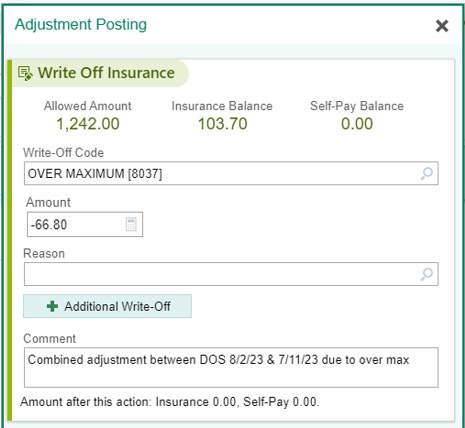 Adjustment Posting
Write Off Insurance
Allowed Amount Insurance Balance Self-Pay Balance
1,242.00 103.70 0.00
Write-Off Code
OVER MAXIMUM [8037]
Amount
-66.80
Reason
Additional Write-Off
Comment
Combined adjustment between DOS 8/2/23 & 7/11/23 due to over max
Amount after this action: Insurance 0.00, Self-Pay 0.00.